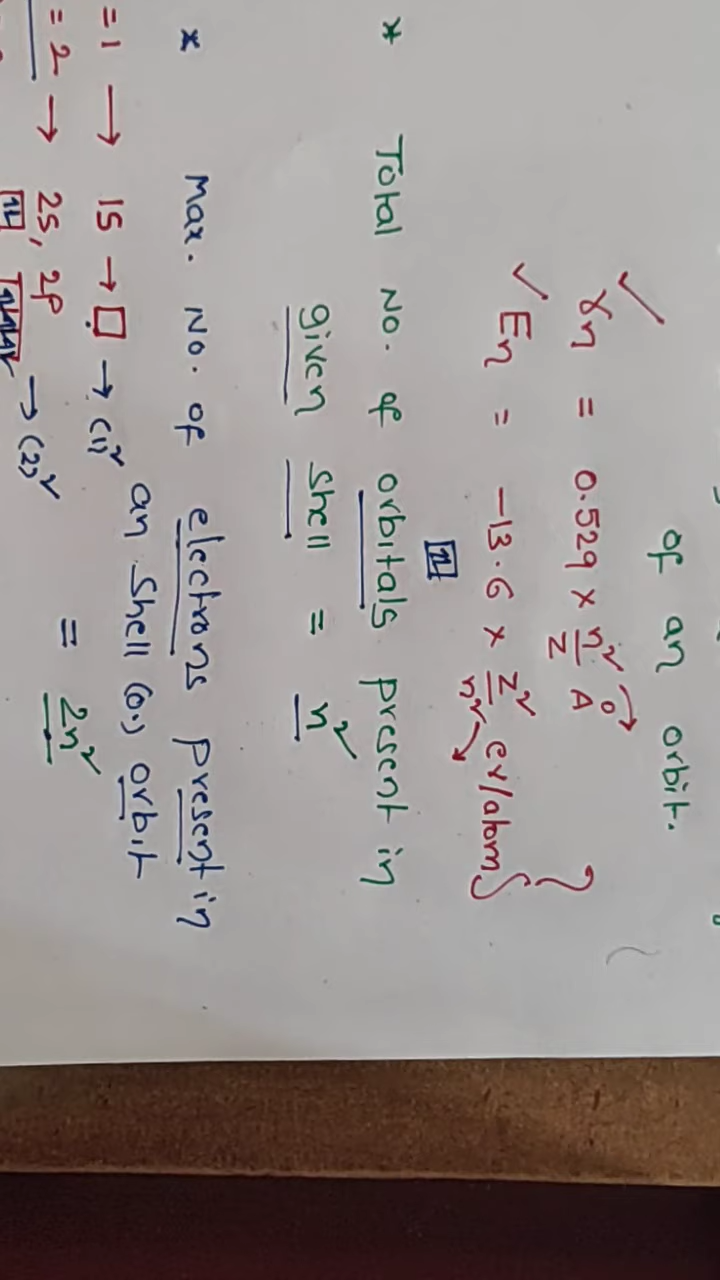 of an orbit.
rn = 0.529 × n²/Z A°
En = -13.6 × Z²/n² ev/atom
1L
* Total No. of orbitals present in
given shell = n²
* Max. No. of electrons present in
an shell (or) orbit
= 2n²
= 1 → 1S → □ → (1)²
= 2 → 2S, 2P → (2)²